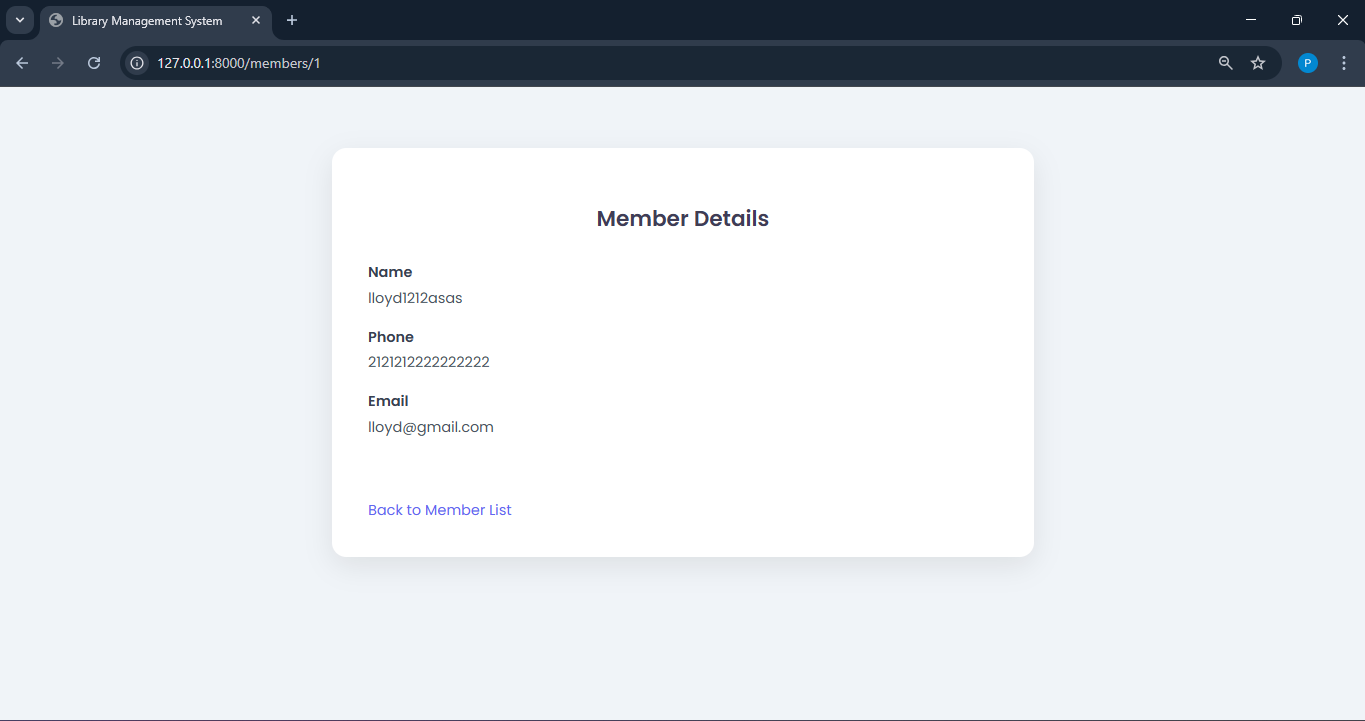 Library Management System
127.0.0.1:8000/members/1
P
Member Details
Name
lloyd1212asas
Phone
2121212222222222
Email
lloyd@gmail.com
Back to Member List